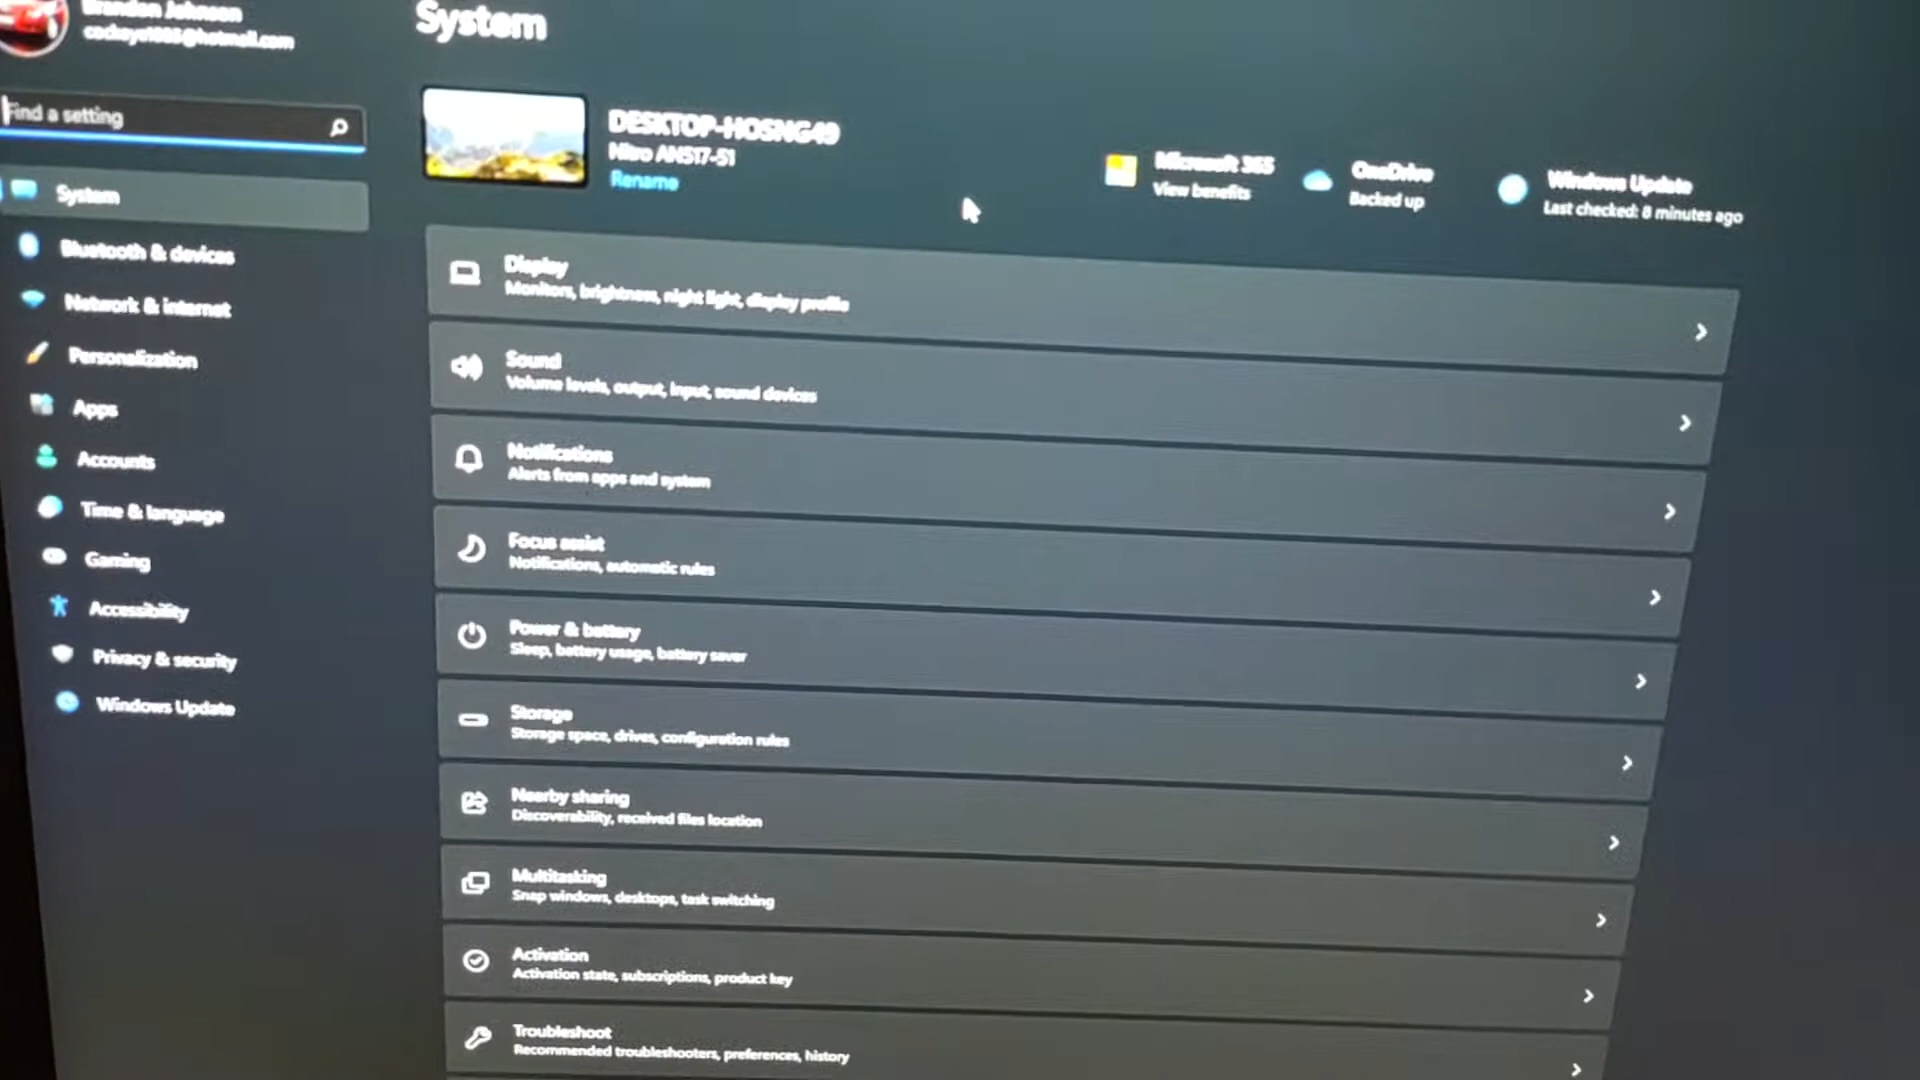 Brandon Johnson
System
Find a setting
DESKTOP-HOSNG49
Nitro AN517-51
Rename
Microsoft 365
View benefits
OneDrive
Backed up
Windows Update
Last checked: 8 minutes ago
System
Bluetooth & devices
Network & internet
Personalization
Apps
Accounts
Time & language
Gaming
Accessibility
Privacy & security
Windows Update
Display
Monitors, brightness, night light, display profile
Sound
Volume levels, output, input, sound devices
Notifications
Alerts from apps and system
Focus assist
Notifications, automatic rules
Power & battery
Sleep, battery usage, battery saver
Storage
Storage space, drives, configuration rules
Nearby sharing
Discoverability, received files location
Multitasking
Snap windows, desktops, task switching
Activation
Activation state, subscriptions, product key
Troubleshoot
Recommended troubleshooters, preferences, history